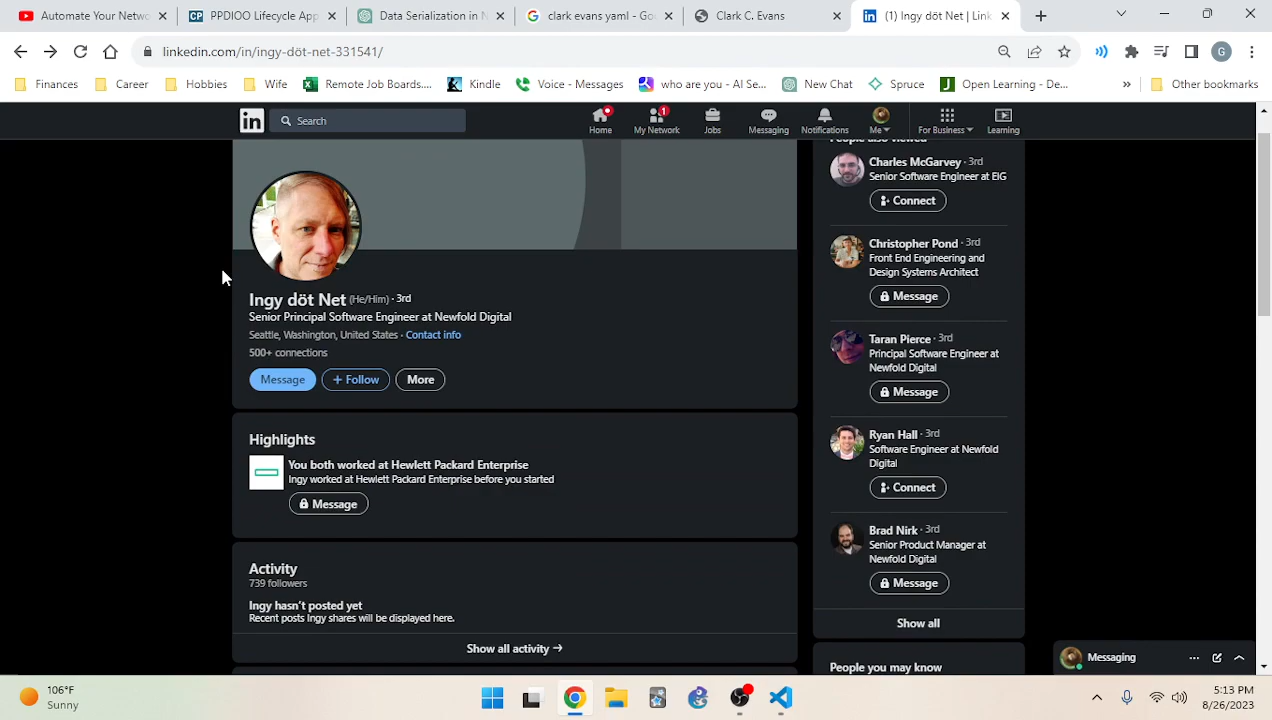 Automate Your Network
PPDIOO Lifecycle App
Data Serialization in N
clark evans yaml - Goo
Clark C. Evans
(1) Ingy döt Net | Link
linkedin.com/in/ingy-döt-net-331541/
G
Finances
Career
Hobbies
Wife
Remote Job Boards....
Kindle
Voice - Messages
who are you - AI Se...
New Chat
Spruce
Open Learning - De...
»
Other bookmarks
in
Search
Home
1
My Network
Jobs
Messaging
Notifications
Me
For Business
Learning
Ingy döt Net (He/Him) · 3rd
Senior Principal Software Engineer at Newfold Digital
Seattle, Washington, United States · Contact info
500+ connections
Message
+ Follow
More
Highlights
You both worked at Hewlett Packard Enterprise
Ingy worked at Hewlett Packard Enterprise before you started
Message
Activity
739 followers
Ingy hasn't posted yet
Recent posts Ingy shares will be displayed here.
Show all activity →
People also viewed
Charles McGarvey · 3rd
Senior Software Engineer at EIG
Connect
Christopher Pond · 3rd
Front End Engineering and
Design Systems Architect
Message
Taran Pierce · 3rd
Principal Software Engineer at
Newfold Digital
Message
Ryan Hall · 3rd
Software Engineer at Newfold
Digital
Connect
Brad Nirk · 3rd
Senior Product Manager at
Newfold Digital
Message
Show all
People you may know
Messaging
106°F
Sunny
5:13 PM
8/26/2023